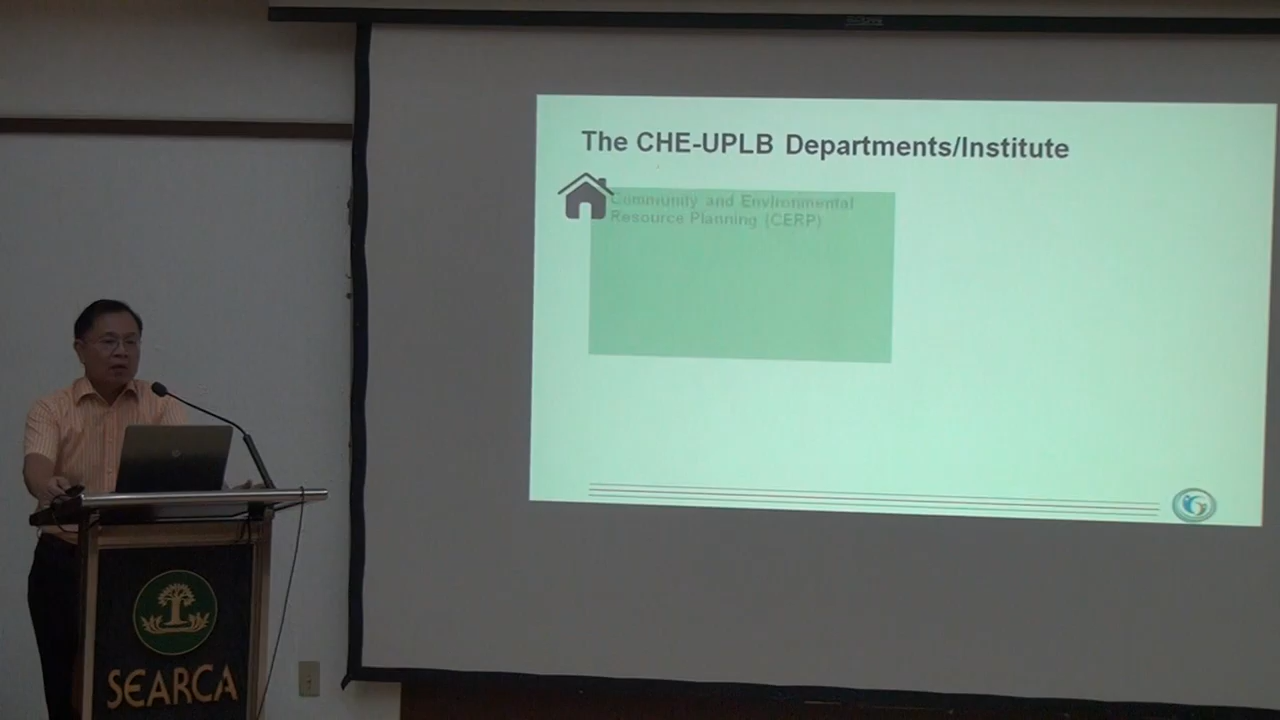 The CHE-UPLB Departments/Institute
Community and Environmental
Resource Planning (CERP)
SEARCA